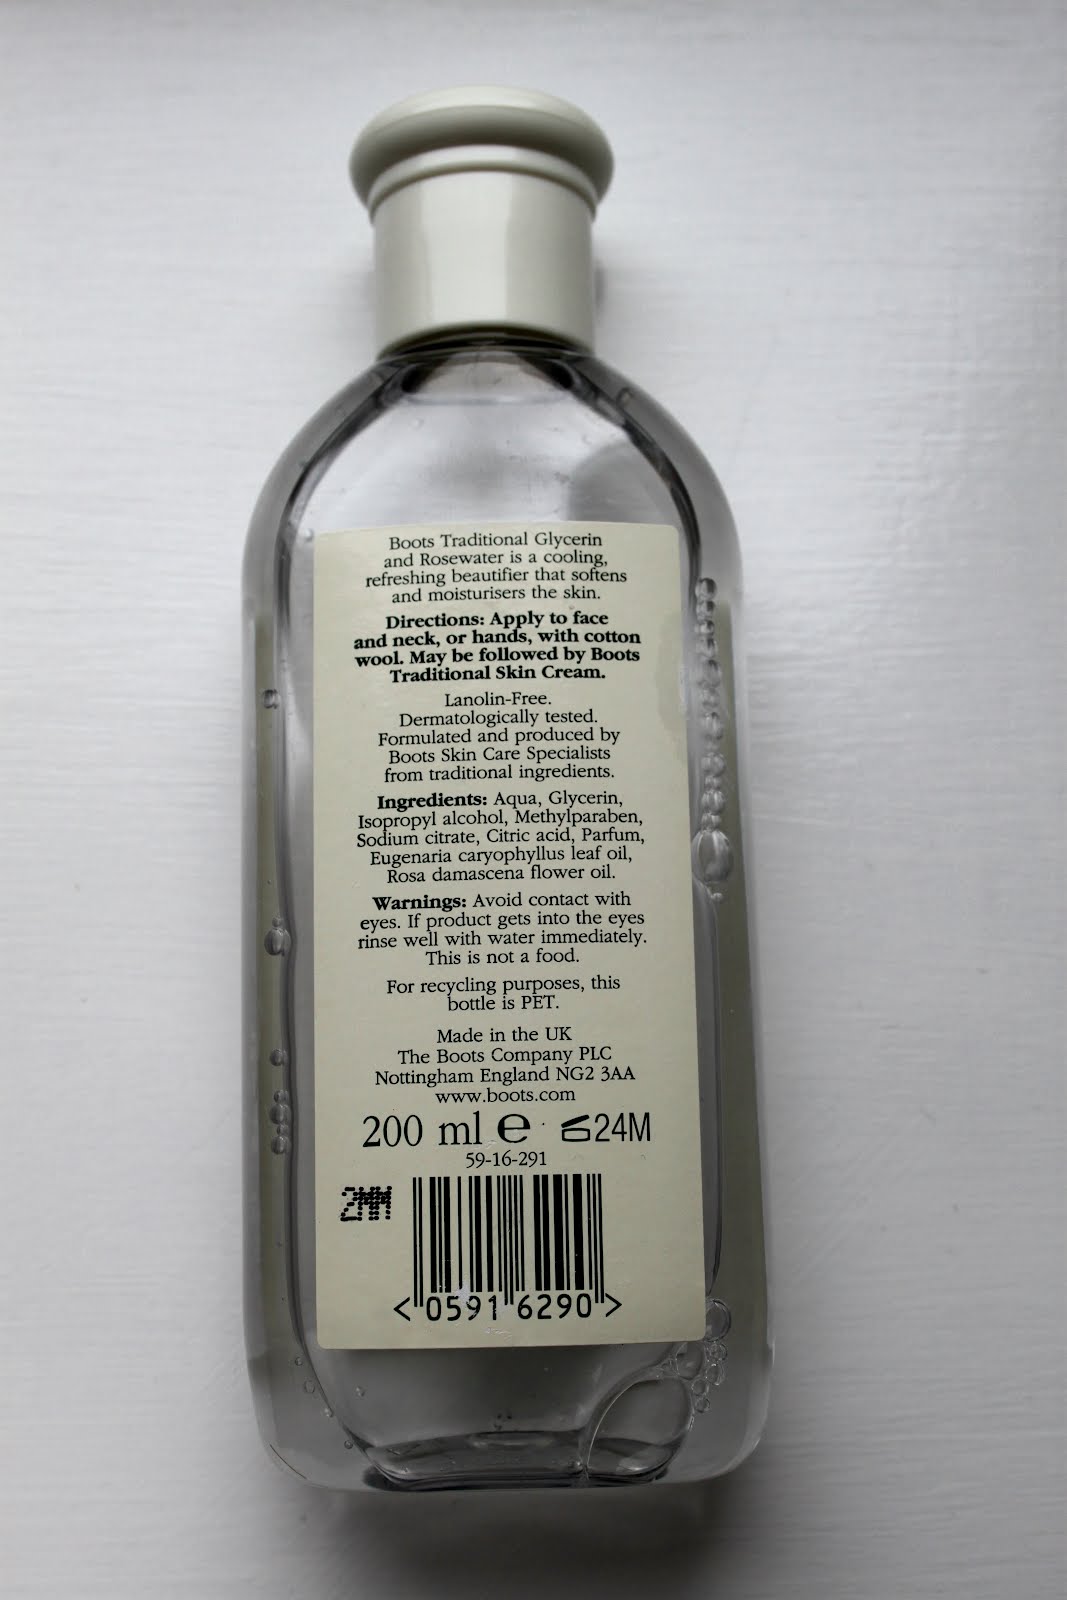 Boots Traditional Glycerin
and Rosewater is a cooling,
refreshing beautifier that softens
and moisturisers the skin.
Directions: Apply to face
and neck, or hands, with cotton
wool. May be followed by Boots
Traditional Skin Cream.
Lanolin-Free.
Dermatologically tested.
Formulated and produced by
Boots Skin Care Specialists
from traditional ingredients.
Ingredients: Aqua, Glycerin,
Isopropyl alcohol, Methylparaben,
Sodium citrate, Citric acid, Parfum,
Eugenaria caryophyllus leaf oil,
Rosa damascena flower oil.
Warnings: Avoid contact with
eyes. If product gets into the eyes
rinse well with water immediately.
This is not a food.
For recycling purposes, this
bottle is PET.
Made in the UK
The Boots Company PLC
Nottingham England NG2 3AA
www.boots.com
200 ml ℮ 24M
59-16-291
2MM
<0591 6290>